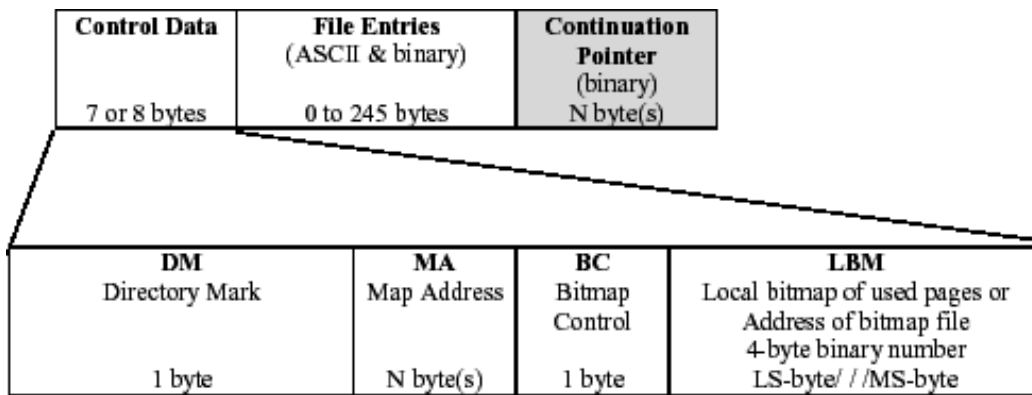 Control Data
7 or 8 bytes
File Entries
(ASCII & binary)
0 to 245 bytes
Continuation
Pointer
(binary)
N byte(s)
DM
Directory Mark
1 byte
MA
Map Address
N byte(s)
BC
Bitmap
Control
1 byte
LBM
Local bitmap of used pages or
Address of bitmap file
4-byte binary number
LS-byte/ / /MS-byte